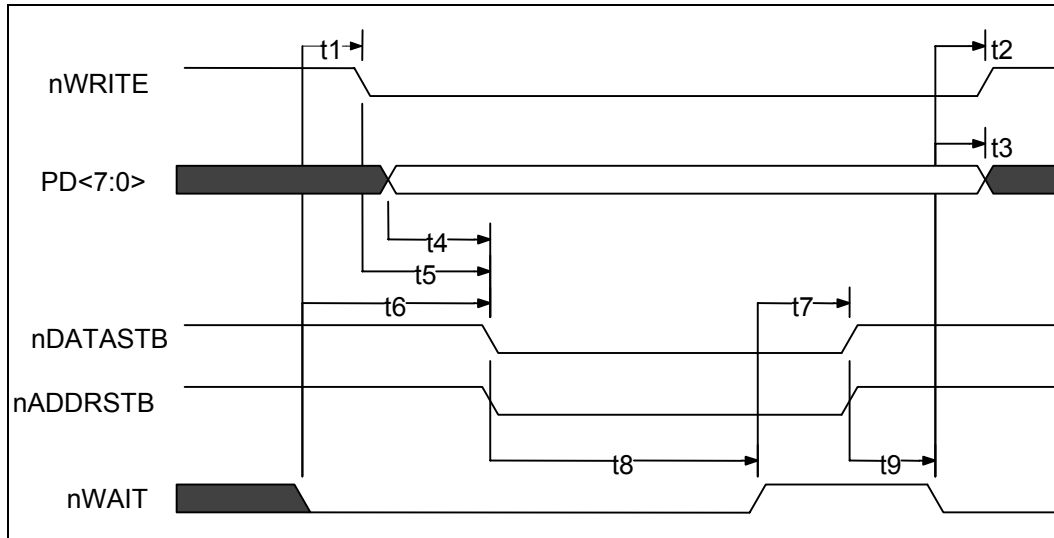 t1
t2
nWRITE
t3
PD<7:0>
t4
t5
t6
t7
nDATASTB
nADDRSTB
t8
t9
nWAIT